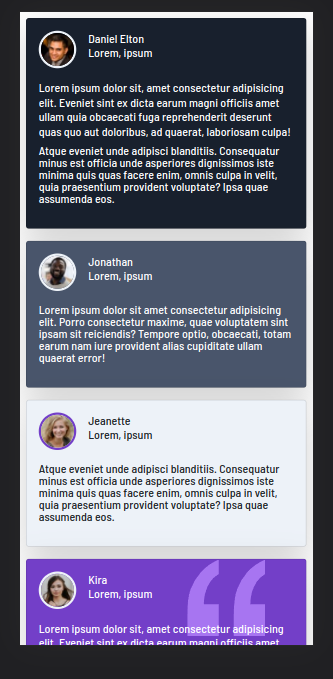 Daniel Elton
Lorem, ipsum
Lorem ipsum dolor sit, amet consectetur adipisicing
elit. Eveniet sint ex dicta earum magni officiis amet
ullam quia obcaecati fuga reprehenderit deserunt
quas quo aut doloribus, ad quaerat, laboriosam culpa!
Atque eveniet unde adipisci blanditiis. Consequatur
minus est officia unde asperiores dignissimos iste
minima quis quas facere enim, omnis culpa in velit,
quia praesentium provident voluptate? Ipsa quae
assumenda eos.
Jonathan
Lorem, ipsum
Lorem ipsum dolor sit amet consectetur adipisicing
elit. Porro consectetur maxime, quae voluptatem sint
ipsam sit reiciendis? Tempore optio, obcaecati, totam
earum nam iure provident alias cupiditate ullam
quaerat error!
Jeanette
Lorem, ipsum
Atque eveniet unde adipisci blanditiis. Consequatur
minus est officia unde asperiores dignissimos iste
minima quis quas facere enim, omnis culpa in velit,
quia praesentium provident voluptate? Ipsa quae
assumenda eos.
Kira
Lorem, ipsum
Lorem ipsum dolor sit amet consectetur adipisicing
elit. Eveniet sint ex dicta earum magni officiis amet